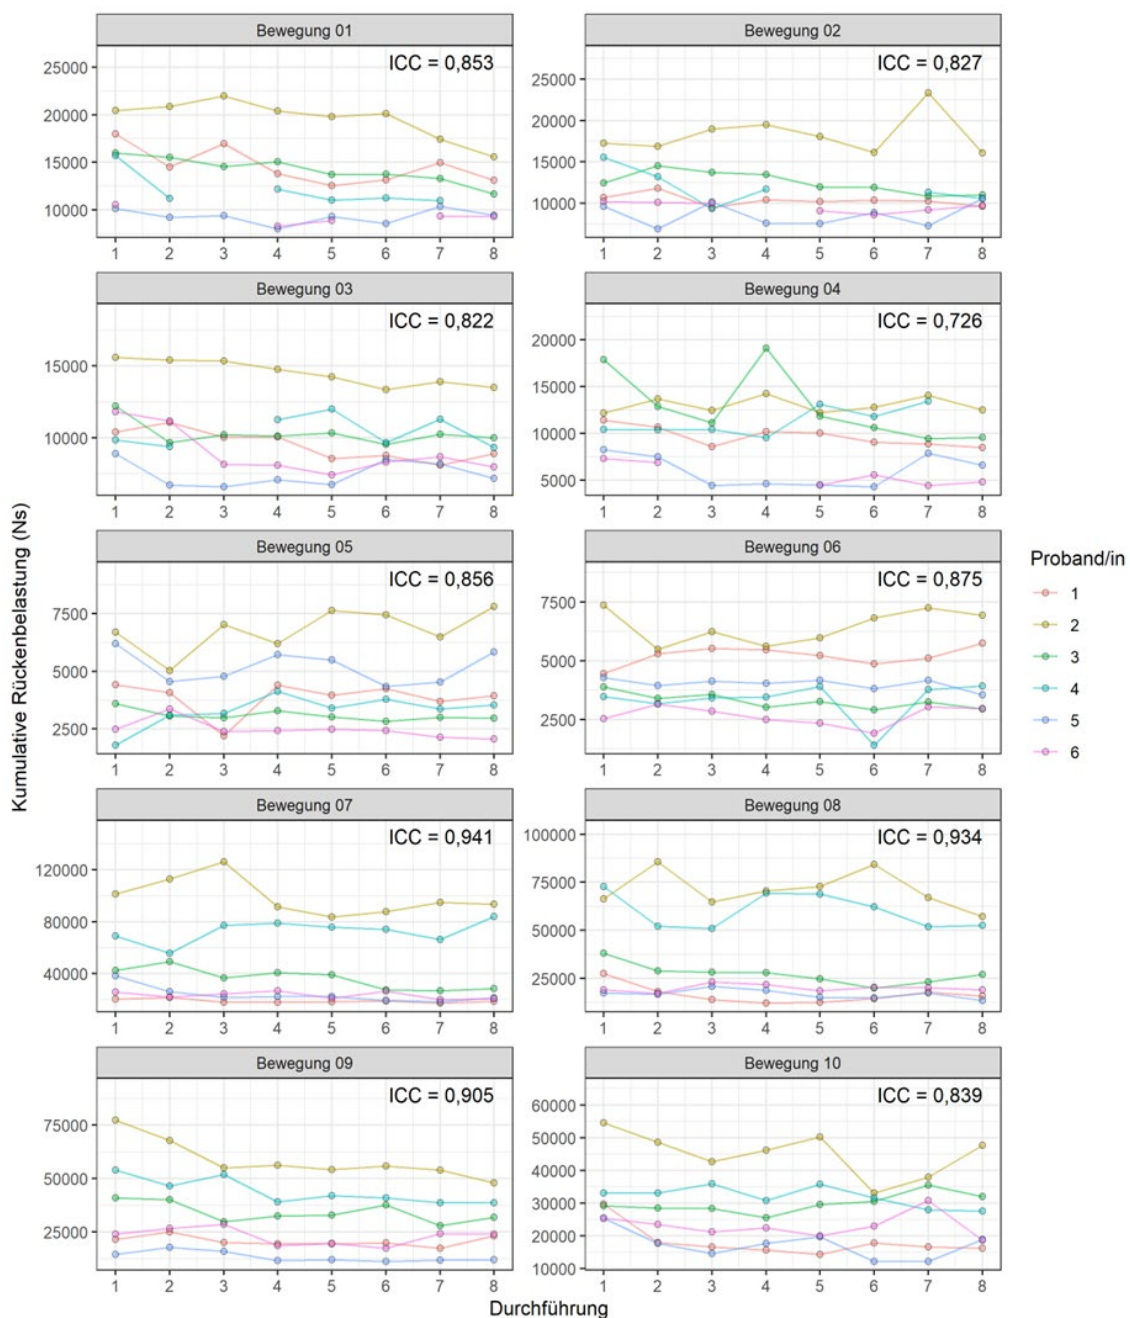 Bewegung 01
ICC = 0,853
25000
20000
15000
10000
1 2 3 4 5 6 7 8
Bewegung 02
ICC = 0,827
25000
20000
15000
10000
1 2 3 4 5 6 7 8
Bewegung 03
ICC = 0,822
15000
10000
1 2 3 4 5 6 7 8
Bewegung 04
ICC = 0,726
20000
15000
10000
5000
1 2 3 4 5 6 7 8
Bewegung 05
ICC = 0,856
7500
5000
2500
1 2 3 4 5 6 7 8
Bewegung 06
ICC = 0,875
7500
5000
2500
1 2 3 4 5 6 7 8
Bewegung 07
ICC = 0,941
120000
80000
40000
1 2 3 4 5 6 7 8
Bewegung 08
ICC = 0,934
100000
75000
50000
25000
1 2 3 4 5 6 7 8
Bewegung 09
ICC = 0,905
75000
50000
25000
1 2 3 4 5 6 7 8
Bewegung 10
ICC = 0,839
60000
50000
40000
30000
20000
10000
1 2 3 4 5 6 7 8
Kumulative Rückenbelastung (Ns)
Durchführung
Proband/in
1
2
3
4
5
6